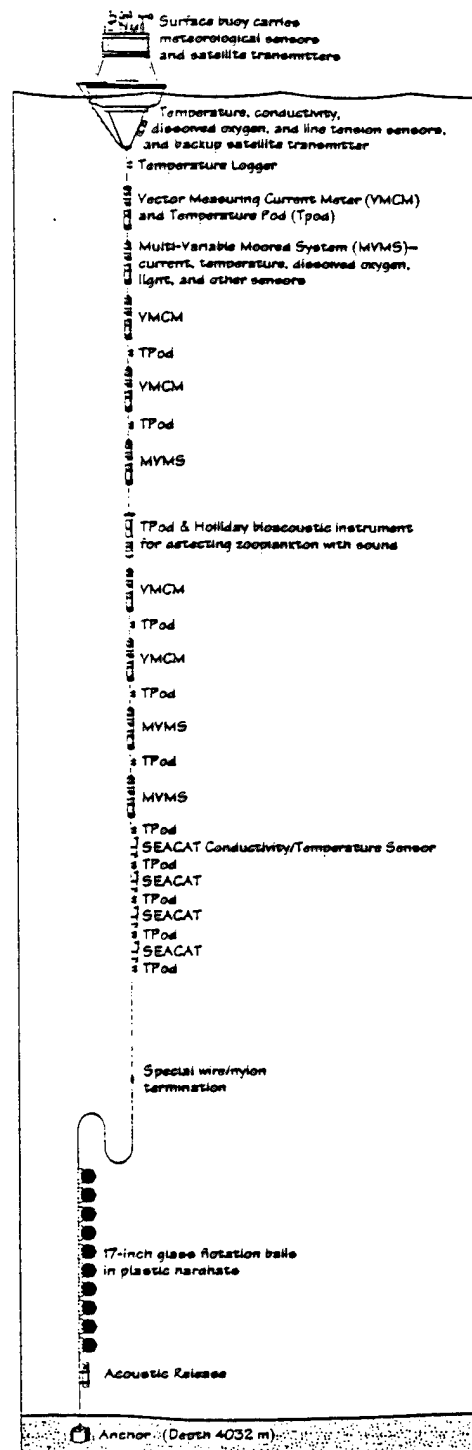 Surface buoy carries
meteorological sensors
and satellite transmitters
Temperature, conductivity,
dissolved oxygen, and line tension sensors,
and backup satellite transmitter
Temperature Logger
Vector Measuring Current Meter (VMCM)
and Temperature Pod (Tpod)
Multi-Variable Moored System (MVMS)—
current, temperature, dissolved oxygen,
light, and other sensors
VMCM
TPod
VMCM
TPod
MVMS
TPod & Holliday bioacoustic instrument
for detecting zooplankton with sound
VMCM
TPod
VMCM
TPod
MVMS
TPod
MVMS
TPod
SEACAT Conductivity/Temperature Sensor
TPod
SEACAT
TPod
SEACAT
TPod
SEACAT
TPod
Special wire/nylon
termination
17-inch glass flotation balls
in plastic hardhats
Acoustic Release
Anchor (Depth 4032 m)